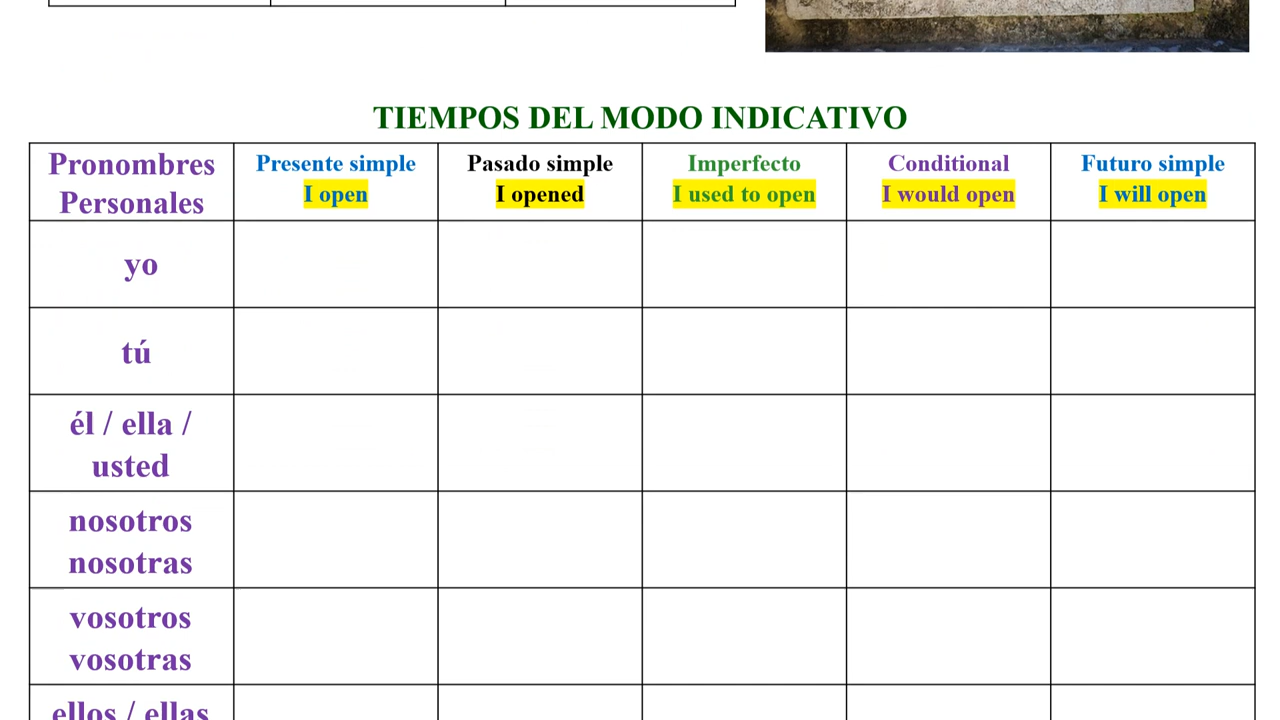 TIEMPOS DEL MODO INDICATIVO
Pronombres Personales
Presente simple
I open
Pasado simple
I opened
Imperfecto
I used to open
Conditional
I would open
Futuro simple
I will open
yo
tú
él / ella /
usted
nosotros
nosotras
vosotros
vosotras
ellos / ellas